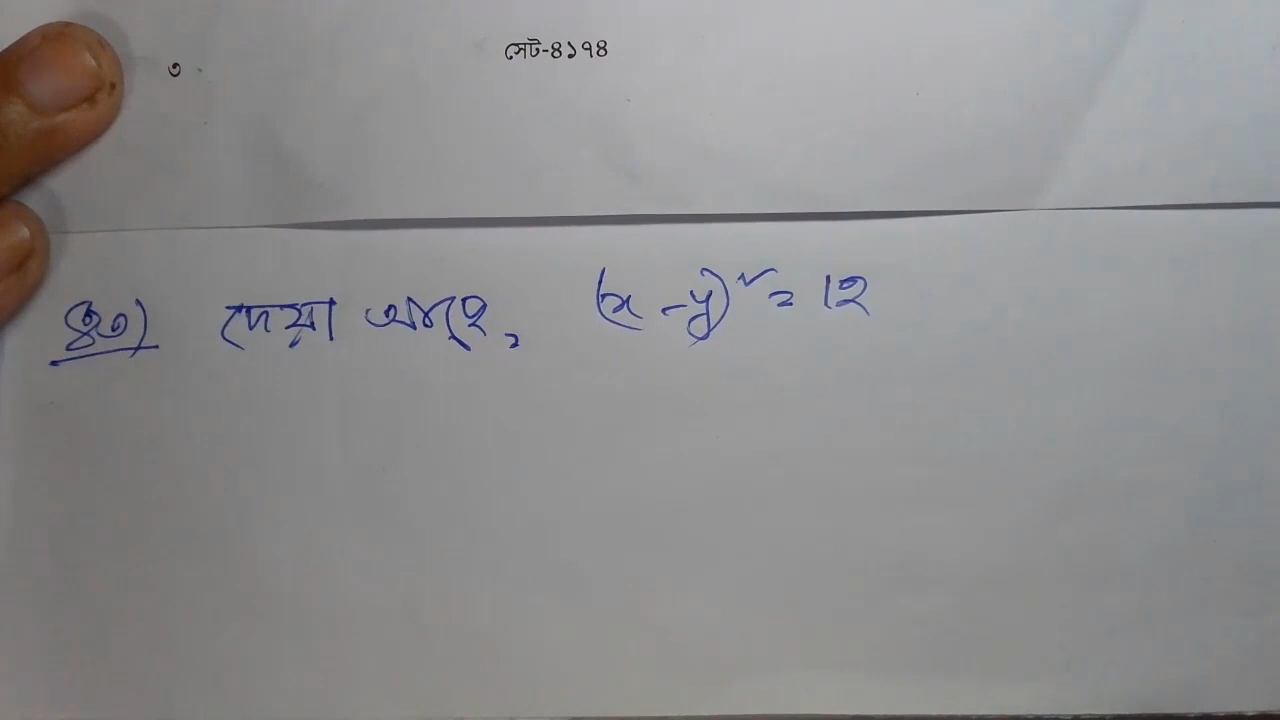 সেট-৪১৭৪
৩
৪৩) দেয়া আছে, (x-y)² = 12